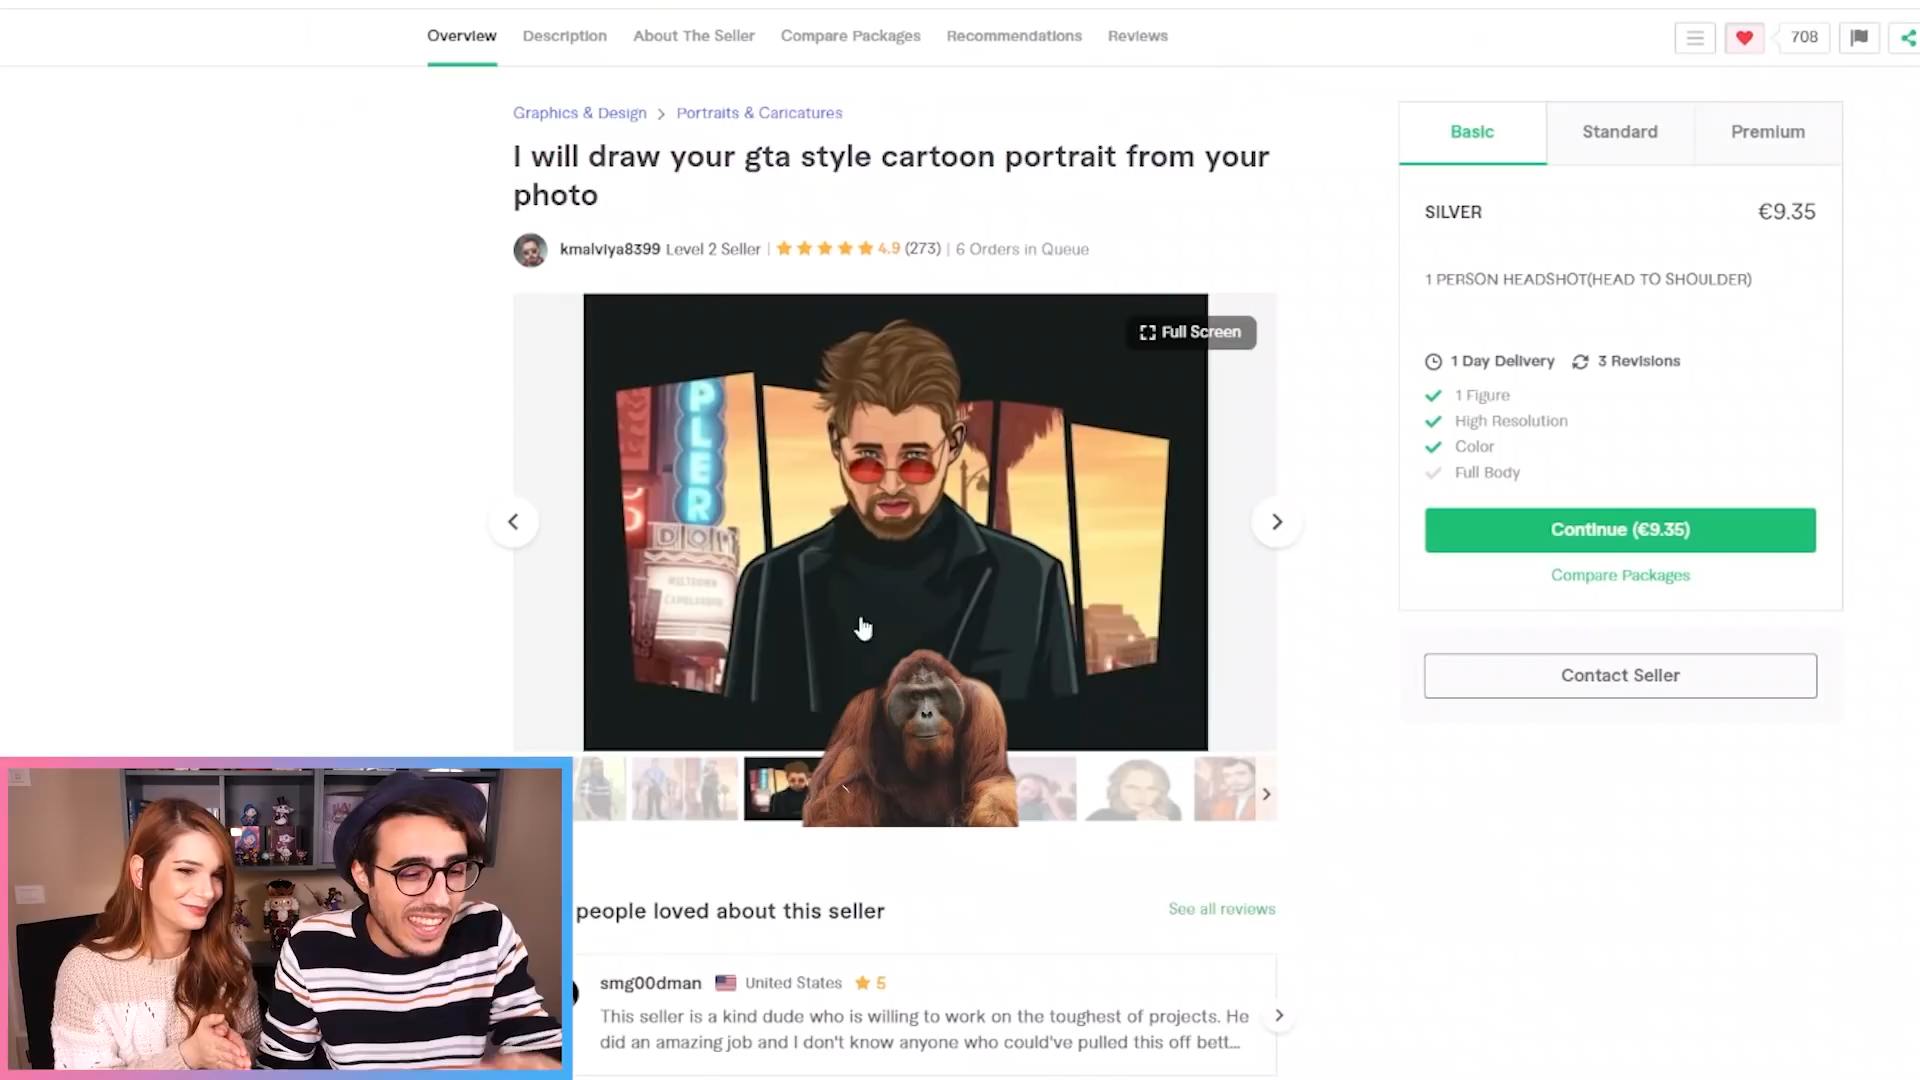 Overview Description About The Seller Compare Packages Recommendations Reviews
708
Graphics & Design > Portraits & Caricatures
I will draw your gta style cartoon portrait from your
photo
kmalviya8399 Level 2 Seller | 4.9 (273) | 6 Orders in Queue
Full Screen
PLER
DOP
Basic Standard Premium
SILVER €9.35
1 PERSON HEADSHOT(HEAD TO SHOULDER)
1 Day Delivery 3 Revisions
1 Figure
High Resolution
Color
Full Body
Continue (€9.35)
Compare Packages
Contact Seller
people loved about this seller
See all reviews
smg00dman United States 5
This seller is a kind dude who is willing to work on the toughest of projects. He
did an amazing job and I don't know anyone who could've pulled this off bett...